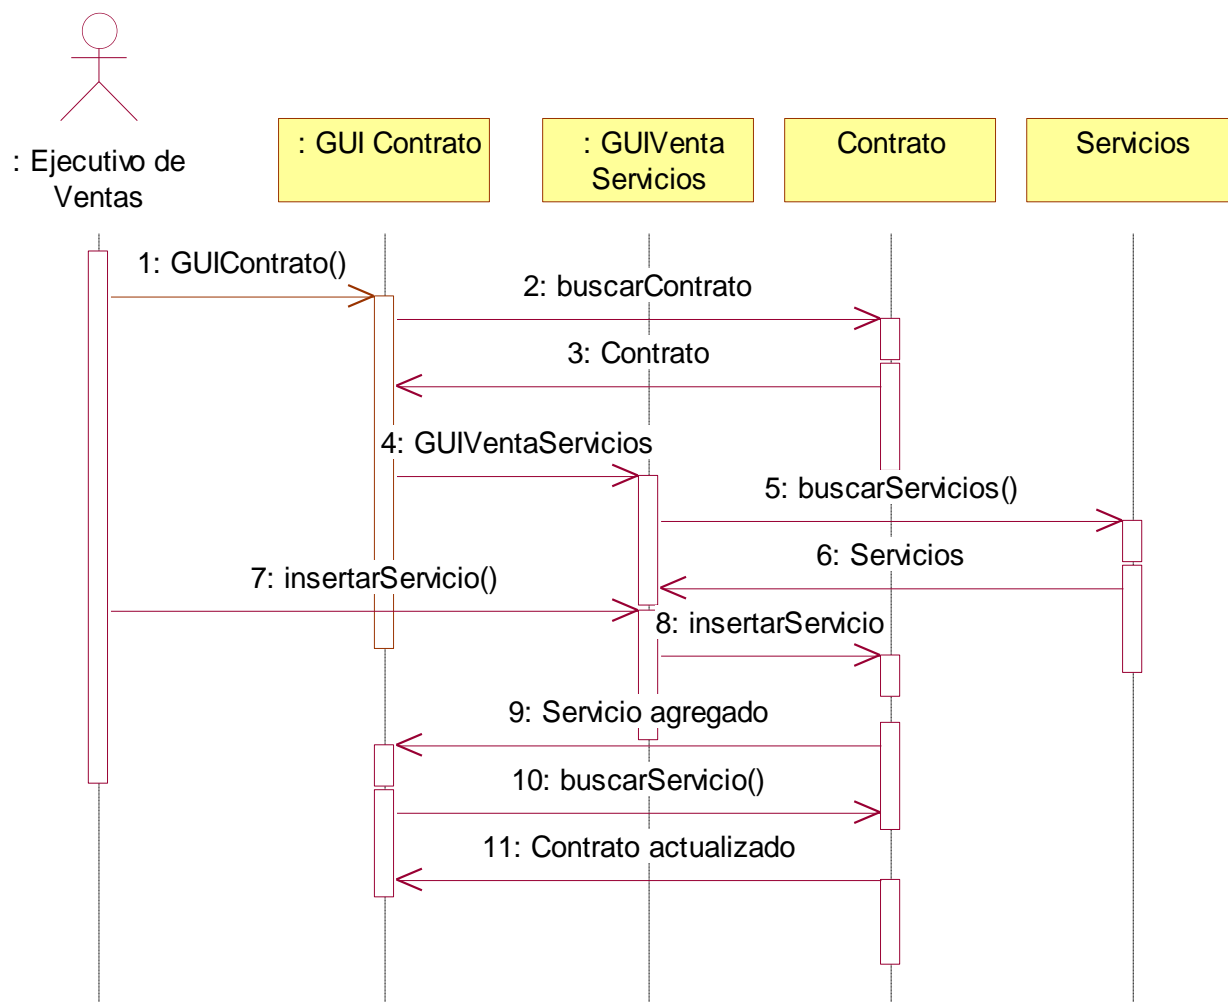 : Ejecutivo de
Ventas
: GUI Contrato
: GUIVenta
Servicios
Contrato
Servicios
1: GUIContrato()
2: buscarContrato
3: Contrato
4: GUIVentaServicios
5: buscarServicios()
6: Servicios
7: insertarServicio()
8: insertarServicio
9: Servicio agregado
10: buscarServicio()
11: Contrato actualizado